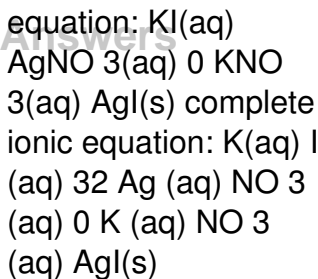 Answers
equation: KI(aq)
AgNO 3(aq) 0 KNO
3(aq) AgI(s) complete
ionic equation: K(aq) I
(aq) 32 Ag (aq) NO 3
(aq) 0 K (aq) NO 3
(aq) AgI(s)